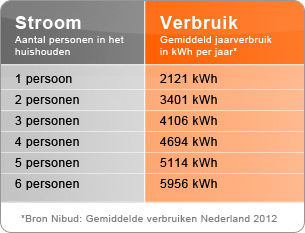 Stroom Verbruik
Aantal personen in het Gemiddeld jaarverbruik
huishouden in kWh per jaar*
1 persoon 2121 kWh
2 personen 3401 kWh
3 personen 4106 kWh
4 personen 4694 kWh
5 personen 5114 kWh
6 personen 5956 kWh
*Bron Nibud: Gemiddelde verbruiken Nederland 2012